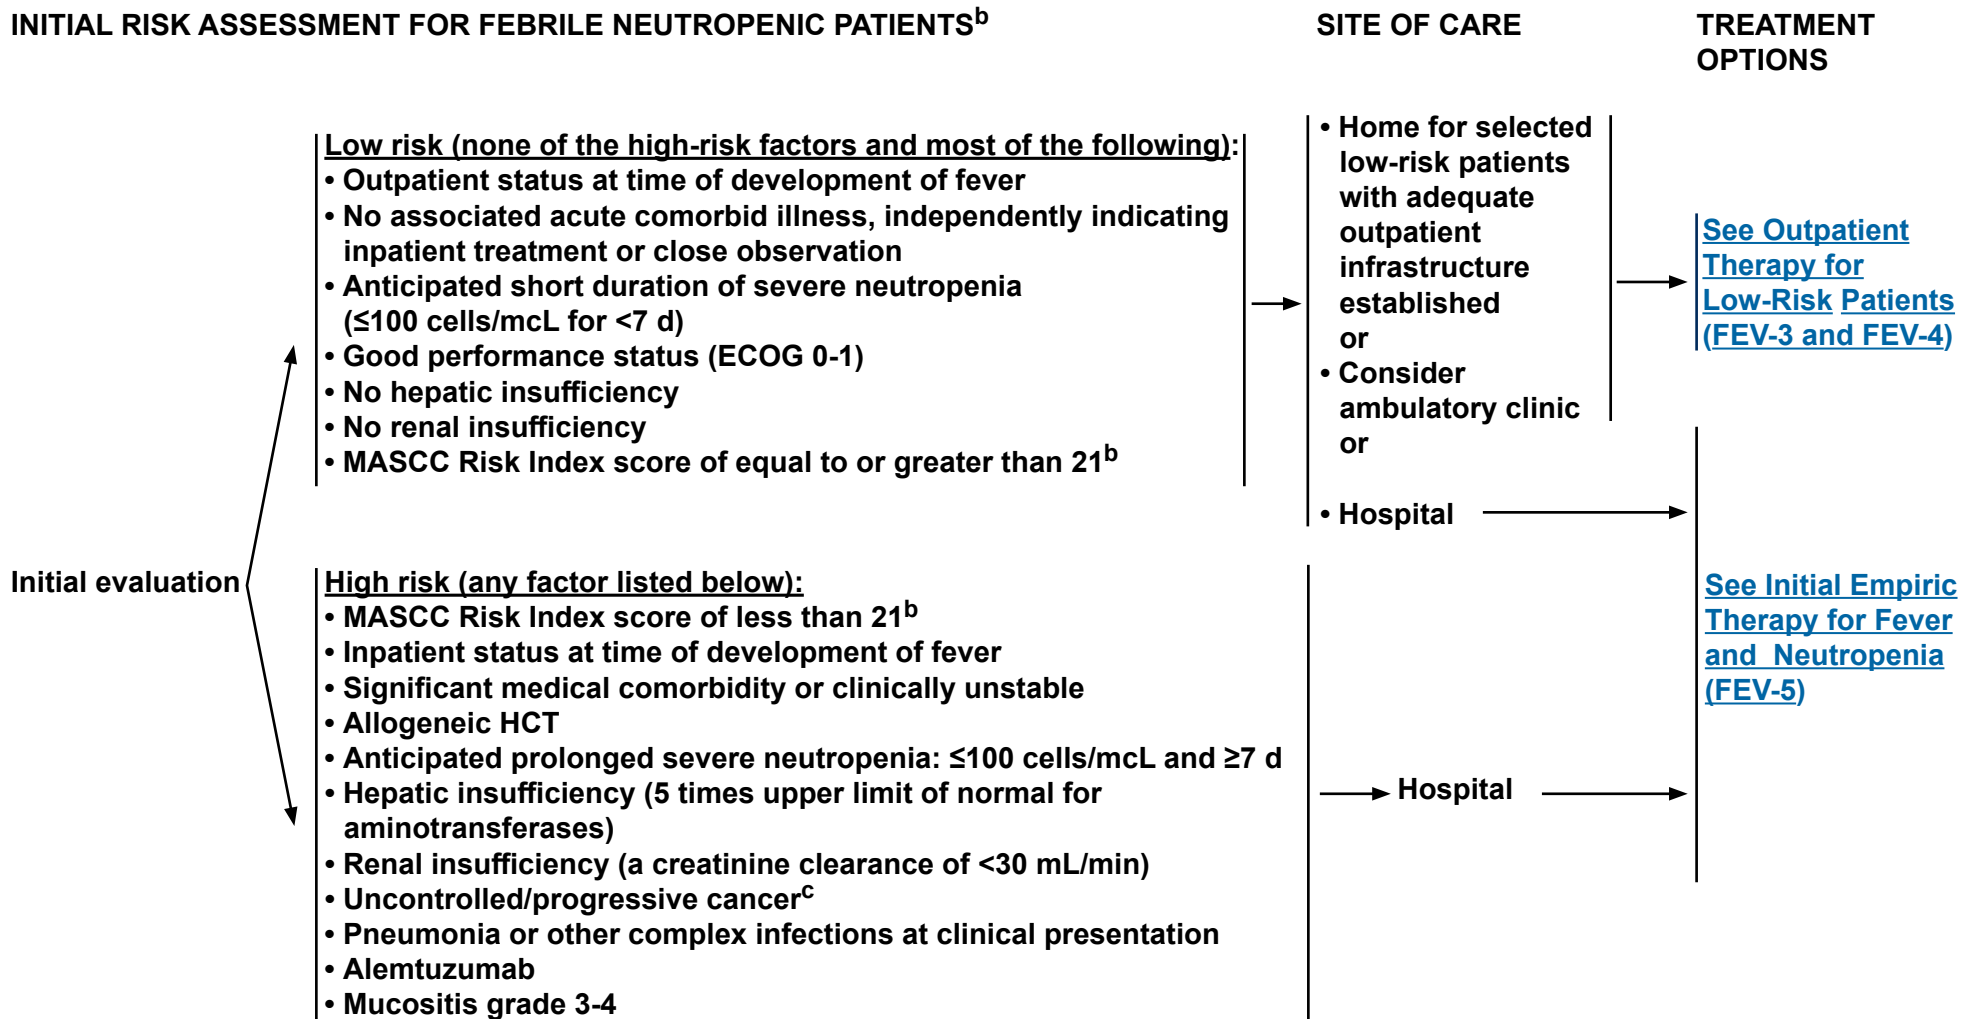 INITIAL RISK ASSESSMENT FOR FEBRILE NEUTROPENIC PATIENTSb
SITE OF CARE
TREATMENT
OPTIONS
Initial evaluation
Low risk (none of the high-risk factors and most of the following):
• Outpatient status at time of development of fever
• No associated acute comorbid illness, independently indicating
inpatient treatment or close observation
• Anticipated short duration of severe neutropenia
(≤100 cells/mcL for <7 d)
• Good performance status (ECOG 0-1)
• No hepatic insufficiency
• No renal insufficiency
• MASCC Risk Index score of equal to or greater than 21b
• Home for selected
low-risk patients
with adequate
outpatient
infrastructure
established
or
• Consider
ambulatory clinic
or
• Hospital
See Outpatient
Therapy for
Low-Risk Patients
(FEV-3 and FEV-4)
High risk (any factor listed below):
• MASCC Risk Index score of less than 21b
• Inpatient status at time of development of fever
• Significant medical comorbidity or clinically unstable
• Allogeneic HCT
• Anticipated prolonged severe neutropenia: ≤100 cells/mcL and ≥7 d
• Hepatic insufficiency (5 times upper limit of normal for
aminotransferases)
• Renal insufficiency (a creatinine clearance of <30 mL/min)
• Uncontrolled/progressive cancerc
• Pneumonia or other complex infections at clinical presentation
• Alemtuzumab
• Mucositis grade 3-4
Hospital
See Initial Empiric
Therapy for Fever
and Neutropenia
(FEV-5)